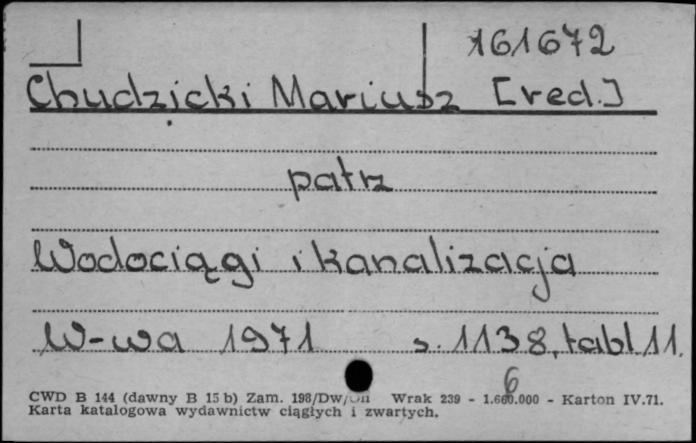 161672
Chudzicki Mariusz [red.]
patrz
Wodociągi i kanalizacja
W-wa 1971 s. 1138, tabl. 11.
6
CWD B 144 (dawny B 15 b) Zam. 198/Dw/ Wrak 239 - 1.660.000 - Karton IV.71.
Karta katalogowa wydawnictw ciągłych i zwartych.